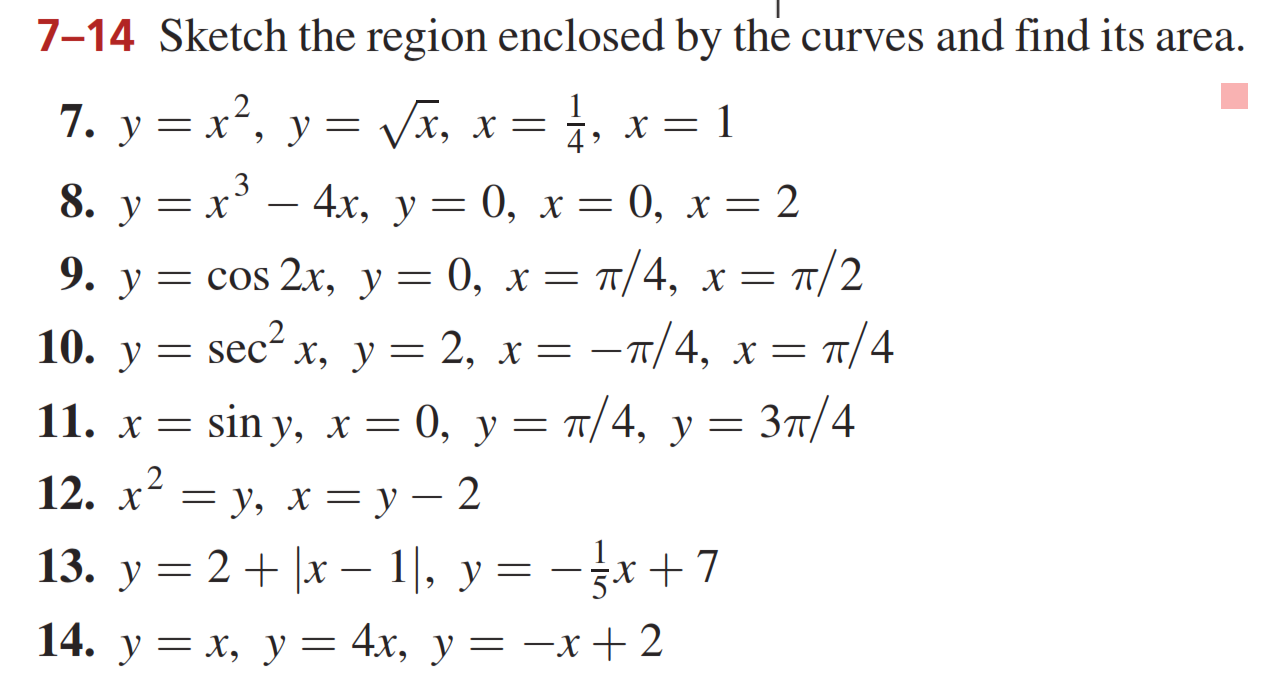 7–14 Sketch the region enclosed by the curves and find its area.
7. y = x², y = √x, x = 1/4, x = 1
8. y = x³ − 4x, y = 0, x = 0, x = 2
9. y = cos 2x, y = 0, x = π/4, x = π/2
10. y = sec² x, y = 2, x = −π/4, x = π/4
11. x = sin y, x = 0, y = π/4, y = 3π/4
12. x² = y, x = y − 2
13. y = 2 + |x − 1|, y = −1/5x + 7
14. y = x, y = 4x, y = −x + 2